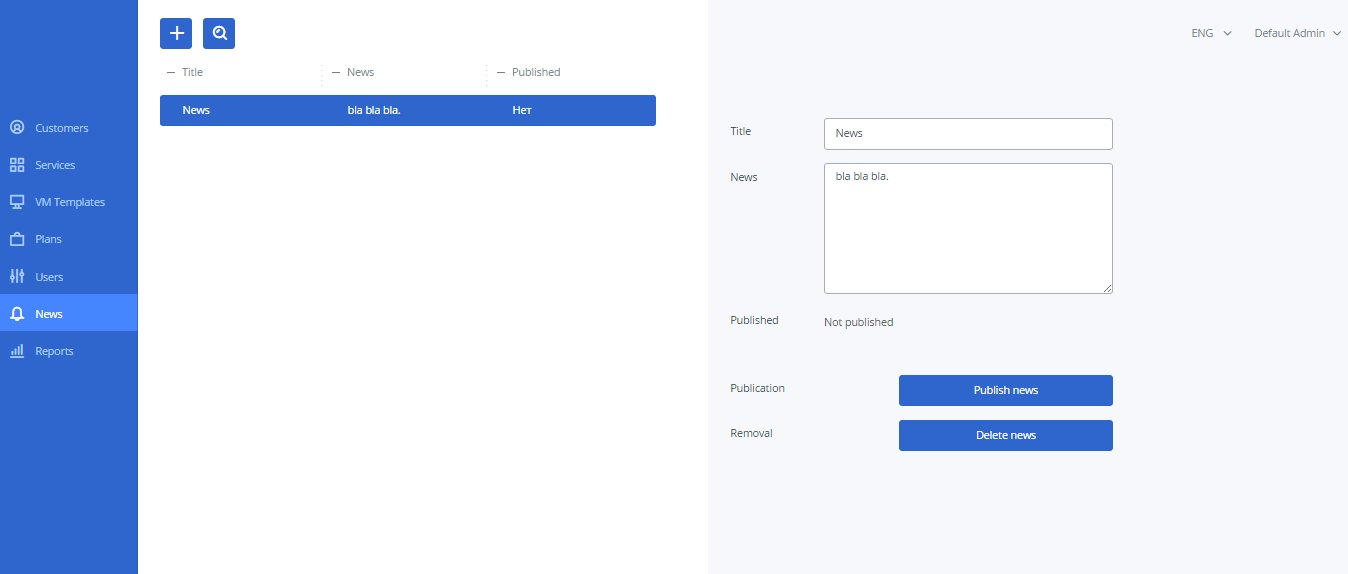 Customers
Services
VM Templates
Plans
Users
News
Reports
Title
News
Published
News
bla bla bla.
Нет
ENG
Default Admin
Title
News
News
bla bla bla.
Published
Not published
Publication
Publish news
Removal
Delete news